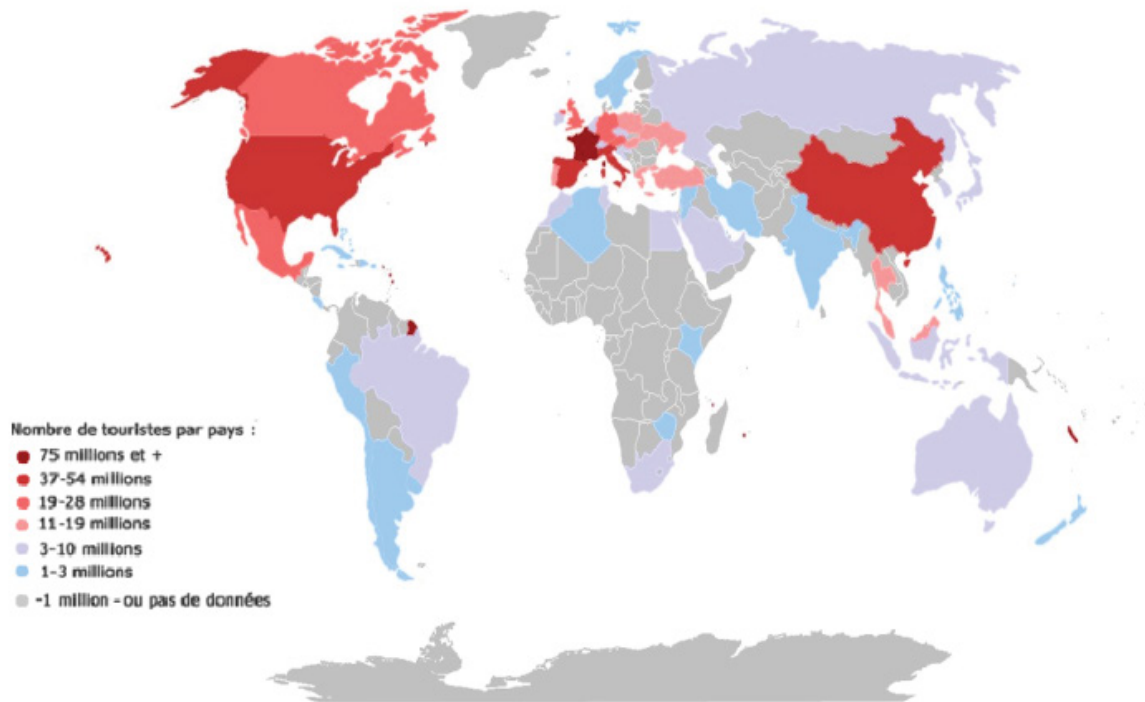 Nombre de touristes par pays :
75 millions et +
37-54 millions
19-28 millions
11-19 millions
3-10 millions
1-3 millions
-1 million - ou pas de données